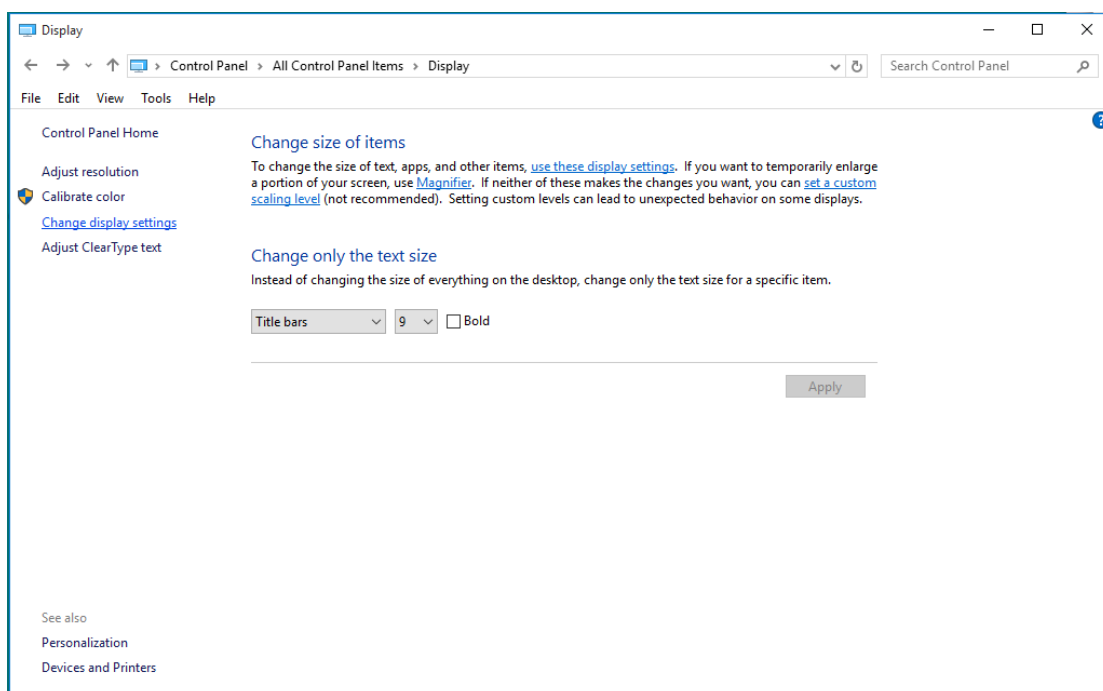 Display
Control Panel > All Control Panel Items > Display
Search Control Panel
File Edit View Tools Help
Control Panel Home
Adjust resolution
Calibrate color
Change display settings
Adjust ClearType text
Change size of items
To change the size of text, apps, and other items, use these display settings. If you want to temporarily enlarge
a portion of your screen, use Magnifier. If neither of these makes the changes you want, you can set a custom
scaling level (not recommended). Setting custom levels can lead to unexpected behavior on some displays.
Change only the text size
Instead of changing the size of everything on the desktop, change only the text size for a specific item.
Title bars 9 Bold
Apply
See also
Personalization
Devices and Printers